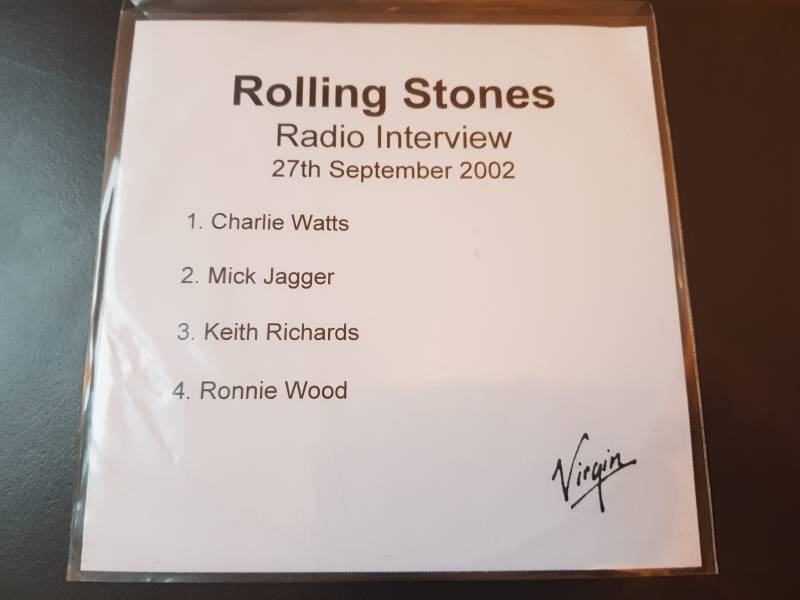 Rolling Stones
Radio Interview
27th September 2002
1. Charlie Watts
2. Mick Jagger
3. Keith Richards
4. Ronnie Wood
Virgin